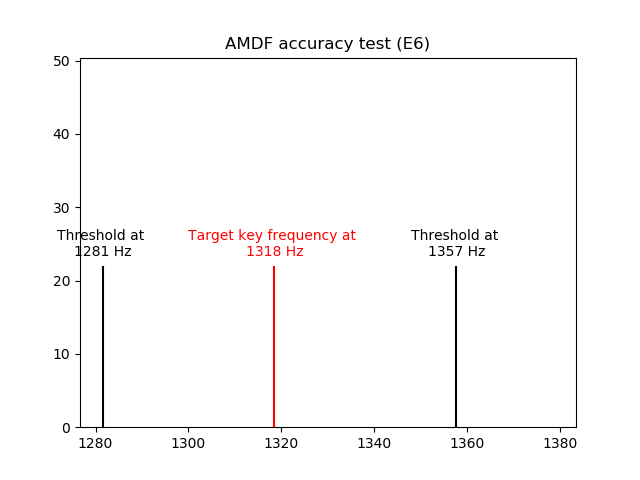 AMDF accuracy test (E6)
50
40
30
20
10
0
Threshold at
1281 Hz
Target key frequency at
1318 Hz
Threshold at
1357 Hz
1280 1300 1320 1340 1360 1380